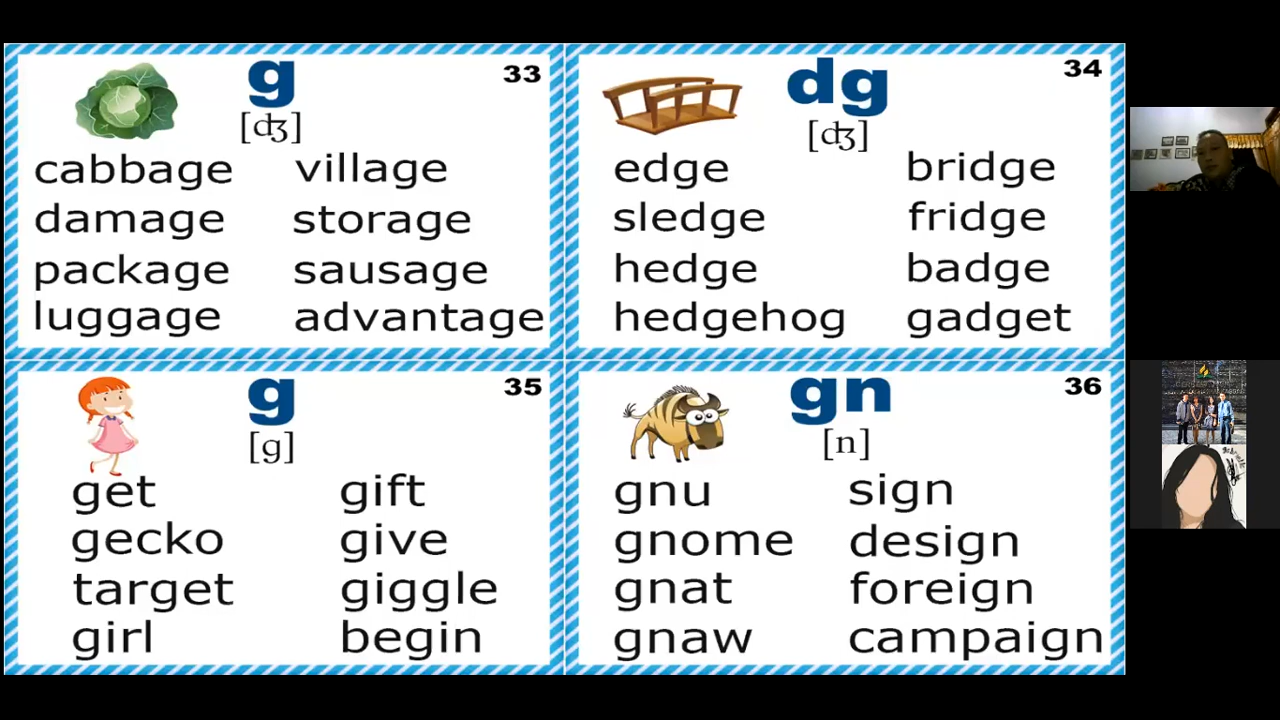 g 33
[ʤ]
cabbage village
damage storage
package sausage
luggage advantage
dg 34
[ʤ]
edge bridge
sledge fridge
hedge badge
hedgehog gadget
g 35
[g]
get gift
gecko give
target giggle
girl begin
gn 36
[n]
gnu sign
gnome design
gnat foreign
gnaw campaign